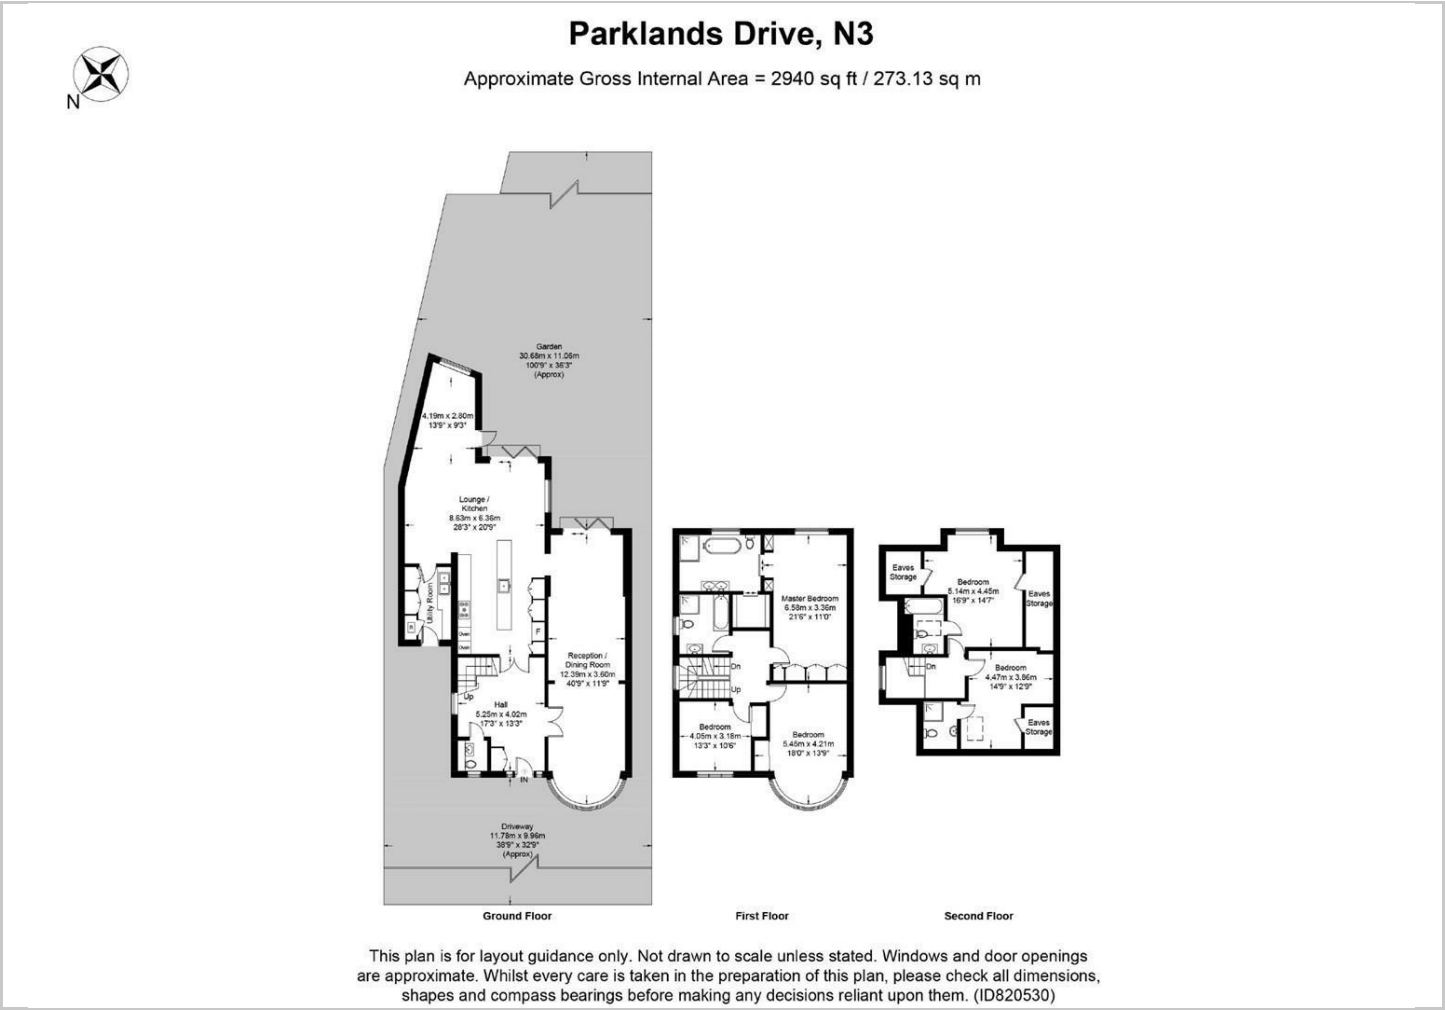 Parklands Drive, N3
Approximate Gross Internal Area = 2940 sq ft / 273.13 sq m
N
Garden
30.68m x 11.06m
100'9" x 36'3"
(Approx)
4.19m x 2.80m
13'9" x 9'3"
Lounge /
Kitchen
8.63m x 6.36m
28'3" x 20'9"
Utility Room
B
Oven
Oven
F
Reception /
Dining Room
12.39m x 3.60m
40'9" x 11'9"
Up
Hall
5.25m x 4.02m
17'3" x 13'3"
IN
Driveway
11.78m x 9.96m
38'9" x 32'9"
(Approx)
Ground Floor
Master Bedroom
6.58m x 3.36m
21'6" x 11'0"
Dn
Up
Bedroom
4.05m x 3.18m
13'3" x 10'6"
Bedroom
5.45m x 4.21m
18'0" x 13'9"
First Floor
Eaves
Storage
Bedroom
5.14m x 4.45m
16'9" x 14'7"
Eaves
Storage
Dn
Bedroom
4.47m x 3.86m
14'9" x 12'9"
Eaves
Storage
Second Floor
This plan is for layout guidance only. Not drawn to scale unless stated. Windows and door openings
are approximate. Whilst every care is taken in the preparation of this plan, please check all dimensions,
shapes and compass bearings before making any decisions reliant upon them. (ID820530)